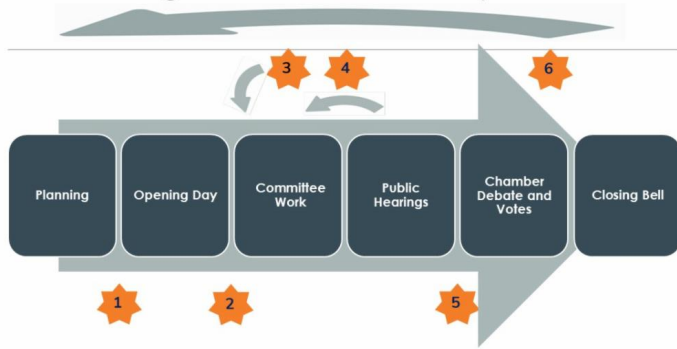 3
4
6
Planning
Opening Day
Committee
Work
Public
Hearings
Chamber
Debate and
Votes
Closing Bell
1
2
5